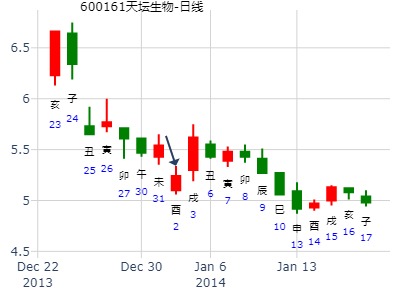 600161天坛生物-日线
6.5
6
5.5
5
4.5
亥
23
子
24
丑
25
寅
26
卯
27
午
30
未
31
酉
2
戌
3
丑
6
寅
7
卯
8
辰
9
巳
10
申
13
酉
14
戌
15
亥
16
子
17
Dec 22
2013
Dec 30
Jan 6
2014
Jan 13